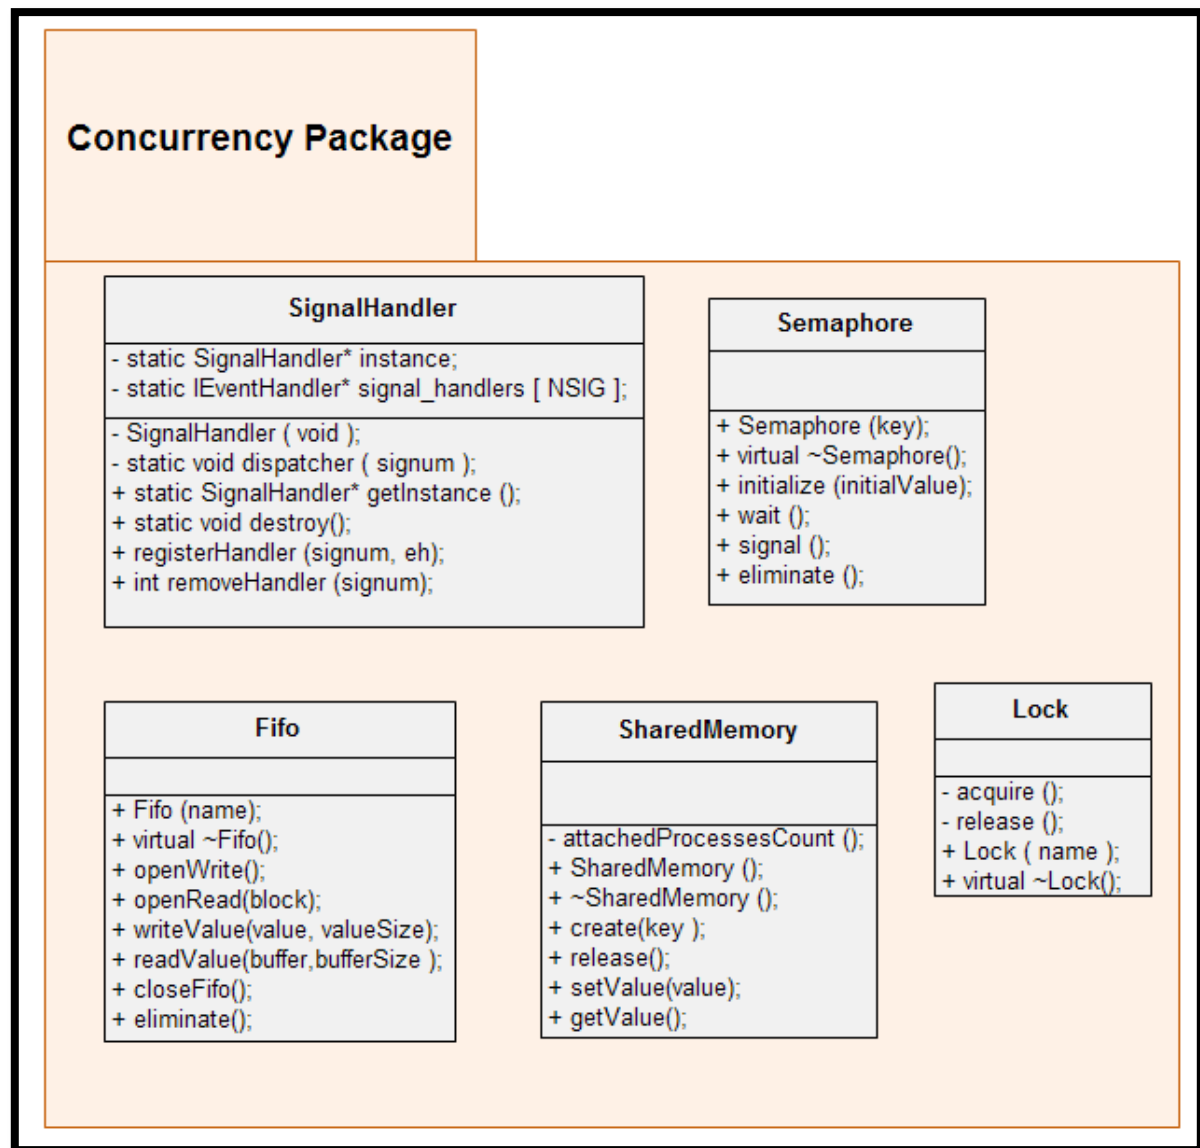 Concurrency Package
SignalHandler
- static SignalHandler* instance;
- static IEventHandler* signal_handlers [ NSIG ];
- SignalHandler ( void );
- static void dispatcher ( signum );
+ static SignalHandler* getInstance ();
+ static void destroy();
+ registerHandler (signum, eh);
+ int removeHandler (signum);
Semaphore
+ Semaphore (key);
+ virtual ~Semaphore();
+ initialize (initialValue);
+ wait ();
+ signal ();
+ eliminate ();
Fifo
+ Fifo (name);
+ virtual ~Fifo();
+ openWrite();
+ openRead(block);
+ writeValue(value, valueSize);
+ readValue(buffer,bufferSize );
+ closeFifo();
+ eliminate();
SharedMemory
- attachedProcessesCount ();
+ SharedMemory ();
+ ~SharedMemory ();
+ create(key );
+ release();
+ setValue(value);
+ getValue();
Lock
- acquire ();
- release ();
+ Lock ( name );
+ virtual ~Lock();